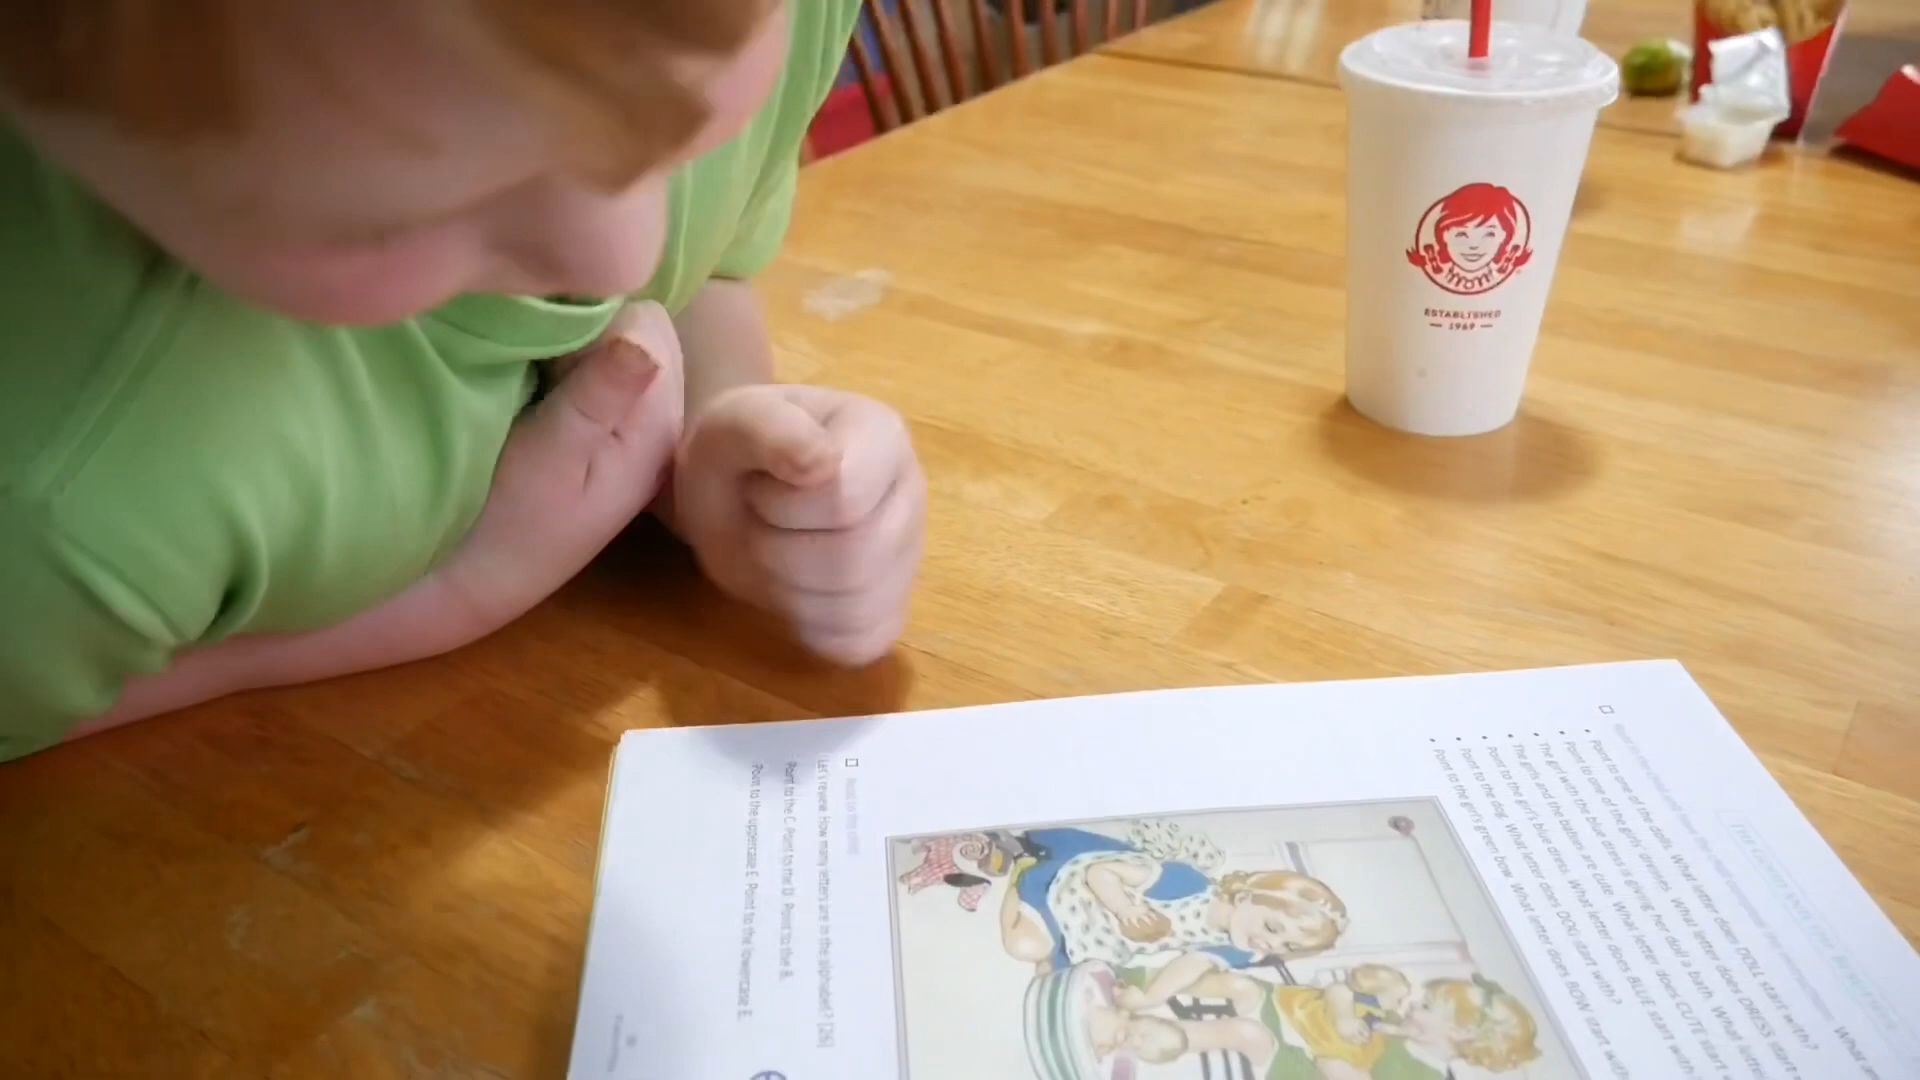 ESTABLISHED
1969
Point to one of the dolls. What letter does DOLL start with?
Point to one of the girls' dresses. What letter does DRESS start
The girl with the blue dress is giving her doll a bath. What letter
The girls and the babies are cute. What letter does CUTE start
Point to the girl's blue dress. What letter does BLUE start with
Point to the dog. What letter does DOG start with?
Point to the girl's green bow. What letter does BOW start with
Let's review. How many letters are in the alphabet? [26]
Point to the C. Point to the D. Point to the B.
Point to the uppercase E. Point to the lowercase E.